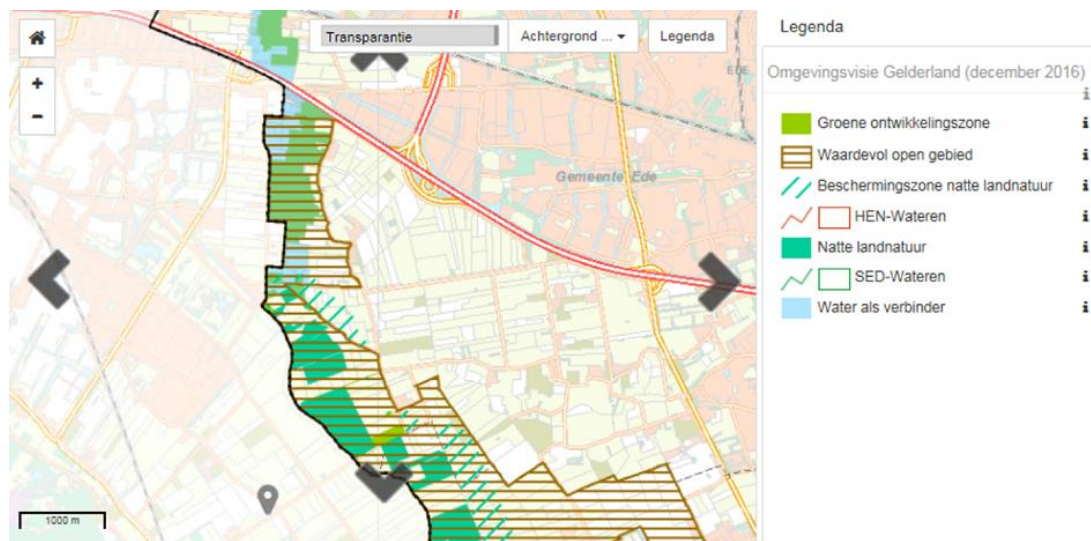 Transparantie
Achtergrond ...
Legenda
+
-
EDE
Gemeente Ede
1000 m
Legenda
Omgevingsvisie Gelderland (december 2016)
i
Groene ontwikkelingszone i
Waardevol open gebied i
Beschermingszone natte landnatuur i
HEN-Wateren i
Natte landnatuur i
SED-Wateren i
Water als verbinder i